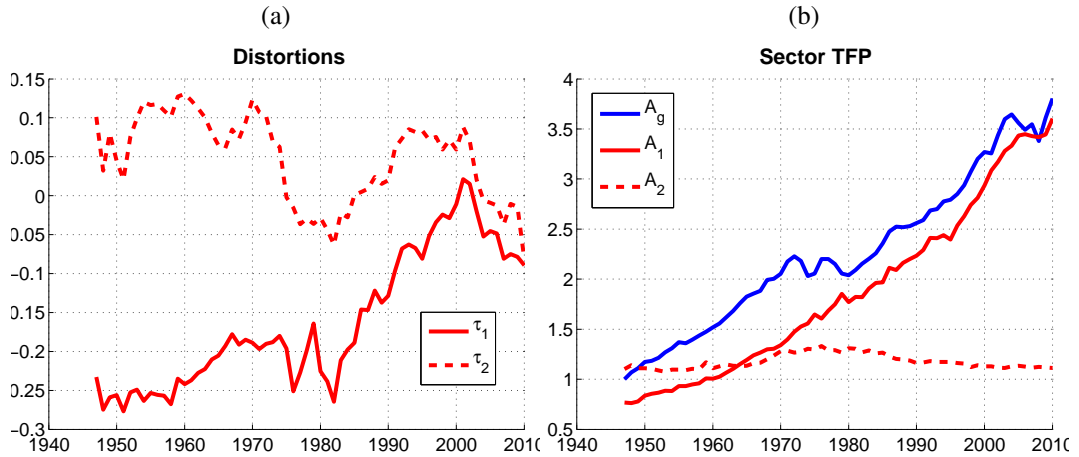 (a)
Distortions
0.15
0.1
0.05
0
−0.05
−0.1
−0.15
−0.2
−0.25
−0.3
1940 1950 1960 1970 1980 1990 2000 2010
τ1
τ2
(b)
Sector TFP
4
3.5
3
2.5
2
1.5
1
0.5
1940 1950 1960 1970 1980 1990 2000 2010
Ag
A1
A2